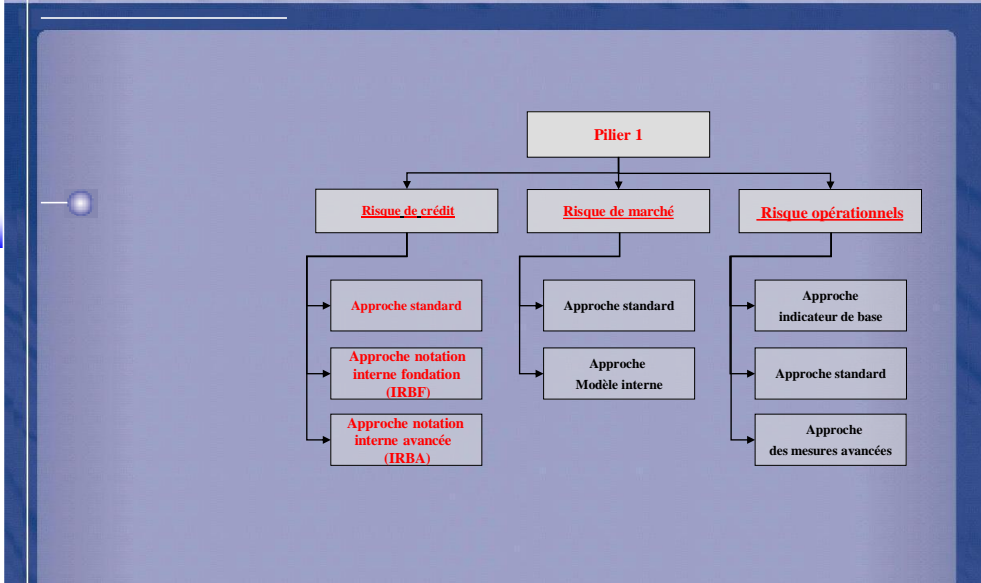 Pilier 1
Risque de crédit
Risque de marché
Risque opérationnels
Approche standard
Approche notation
interne fondation
(IRBF)
Approche notation
interne avancée
(IRBA)
Approche standard
Approche
Modèle interne
Approche
indicateur de base
Approche standard
Approche
des mesures avancées